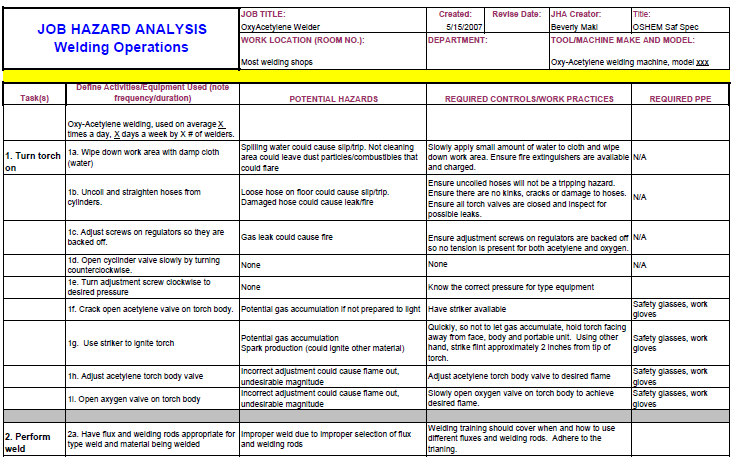 JOB HAZARD ANALYSIS
Welding Operations
JOB TITLE:
OxyAcetylene Welder
Created:
5/15/2007
Revise Date:
JHA Creator:
Beverly Maki
Title:
OSHEM Saf Spec
WORK LOCATION (ROOM NO.):
Most welding shops
DEPARTMENT:
TOOL/MACHINE MAKE AND MODEL:
Oxy-Acetylene welding machine, model xxx
Task(s)
Define Activities/Equipment Used (note
frequency/duration)
POTENTIAL HAZARDS
REQUIRED CONTROLS/WORK PRACTICES
REQUIRED PPE
Oxy-Acetylene welding, used on average X
times a day, X days a week by X # of welders.
1. Turn torch
on
1a. Wipe down work area with damp cloth
(water)
Spilling water could cause slip/trip. Not cleaning
area could leave dust particles/combustibles that
could flare
Slowly apply small amount of water to cloth and wipe
down work area. Ensure fire extinguishers are available
and charged.
N/A
1b. Uncoil and straighten hoses from
cylinders.
Loose hose on floor could cause slip/trip.
Damaged hose could cause leak/fire
Ensure uncoiled hoses will not be a tripping hazard.
Ensure there are no kinks, cracks or damage to hoses.
Ensure all torch valves are closed and inspect for
possible leaks.
N/A
1c. Adjust screws on regulators so they are
backed off.
Gas leak could cause fire
Ensure adjustment screws on regulators are backed off
so no tension is present for both acetylene and oxygen.
N/A
1d. Open cyclinder valve slowly by turning
counterclockwise.
None
None
N/A
1e. Turn adjustment screw clockwise to
desired pressure
None
Know the correct pressure for type equipment
1f. Crack open acetylene valve on torch body.
Potential gas accumulation if not prepared to light
Have striker available
Safety glasses, work
gloves
1g. Use striker to ignite torch
Potential gas accumulation
Spark production (could ignite other material)
Quickly, so not to let gas accumulate, hold torch facing
away from face, body and portable unit. Using other
hand, strike flint approximately 2 inches from tip of
torch.
Safety glasses, work
gloves
1h. Adjust acetylene torch body valve
Incorrect adjustment could cause flame out,
undesirable magnitude
Adjust acetylene torch body valve to desired flame
Safety glasses, work
gloves
1i. Open axygen valve on torch body
Incorrect adjustment could cause flame out,
undesirable magnitude
Slowly open oxygen valve on torch body to achieve
desired flame.
Safety glasses, work
gloves
2. Perform
weld
2a. Have flux and welding rods appropriate for
type weld and material being welded
Improper weld due to improper selection of flux
and welding rods
Welding training should cover when and how to use
different fluxes and welding rods. Adhere to the
trianing.